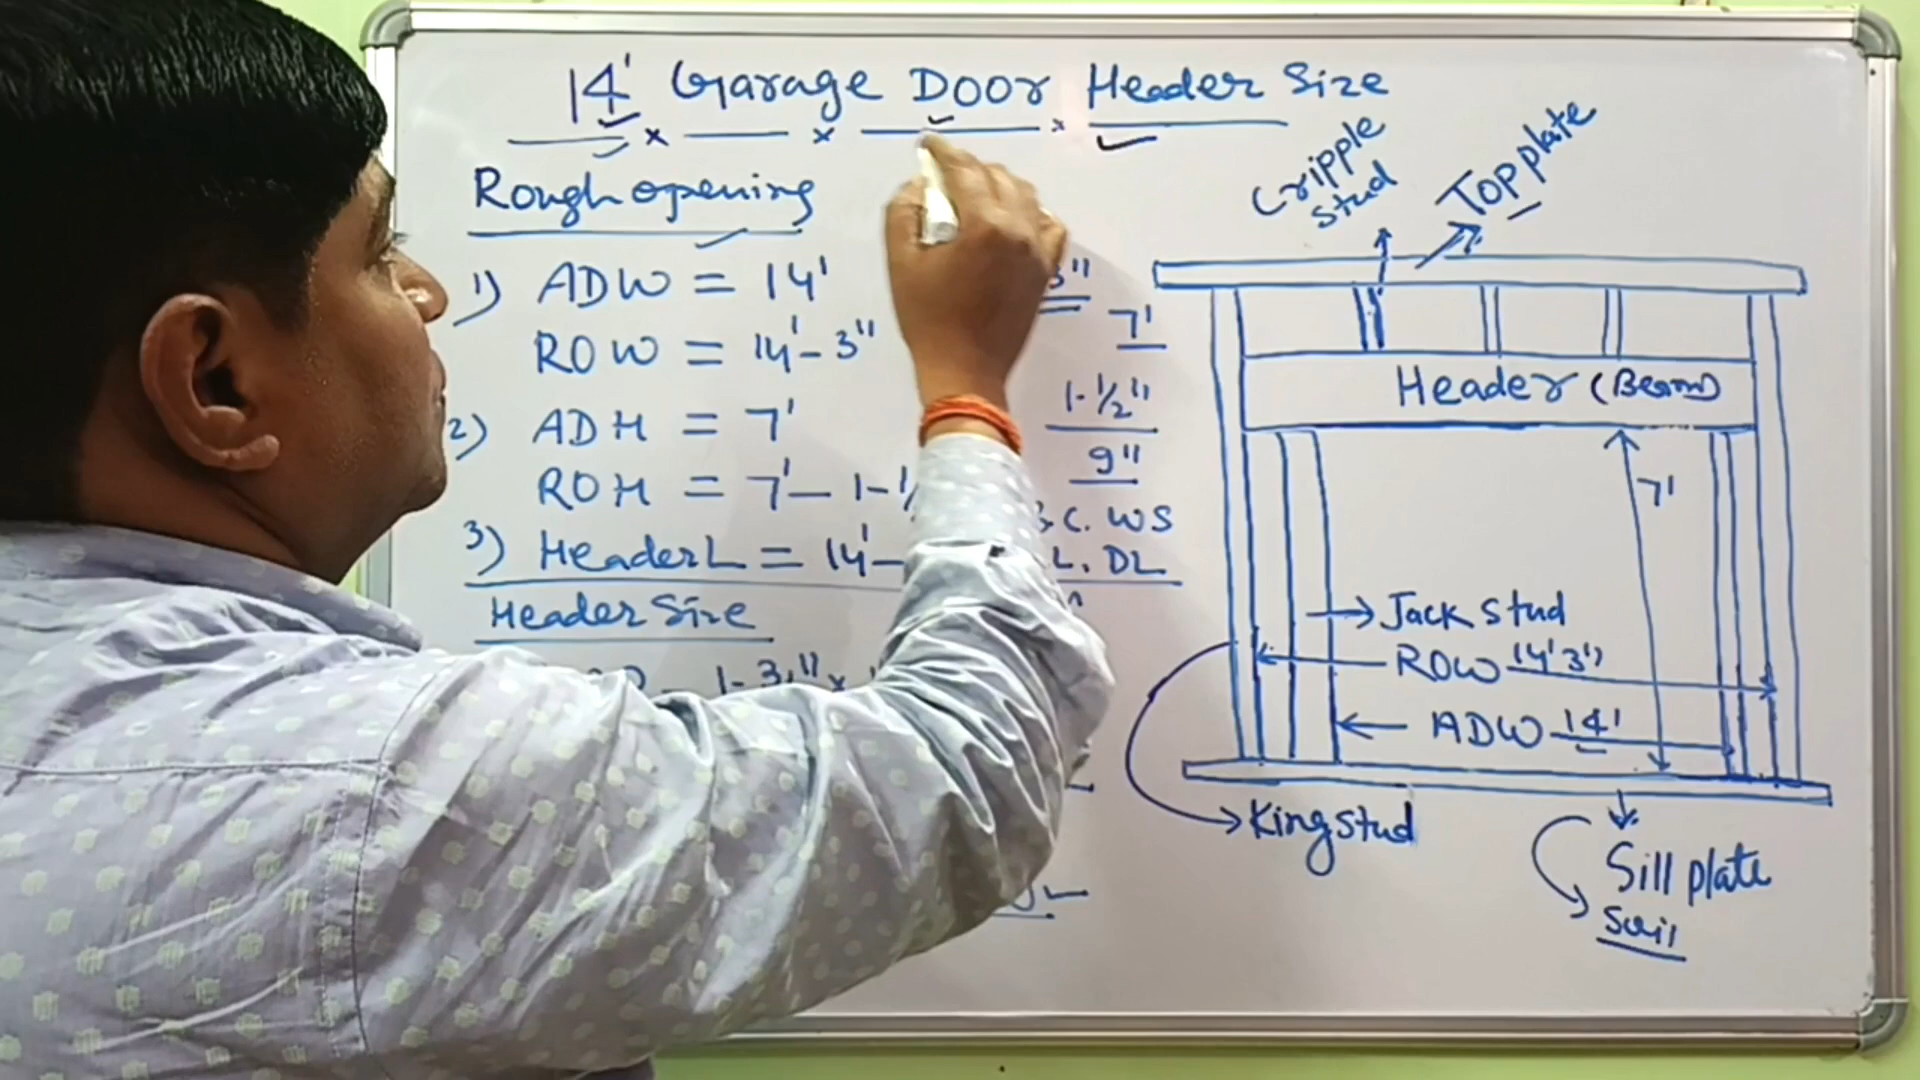 14' Garage Door Header Size
Rough opening
1) ADW = 14'
ROW = 14'-3"
3"
7'
2) ADH = 7'
1-1/2"
ROH = 7'-1-1/
9"
C. WS
3) Header L = 14'-
L. DL
Header Size
1-3/
Cripple
Stud
Top plate
Header (Beam)
7'
Jack Stud
ROW 14'3"
ADW 14'
King stud
Sill plate
Soil